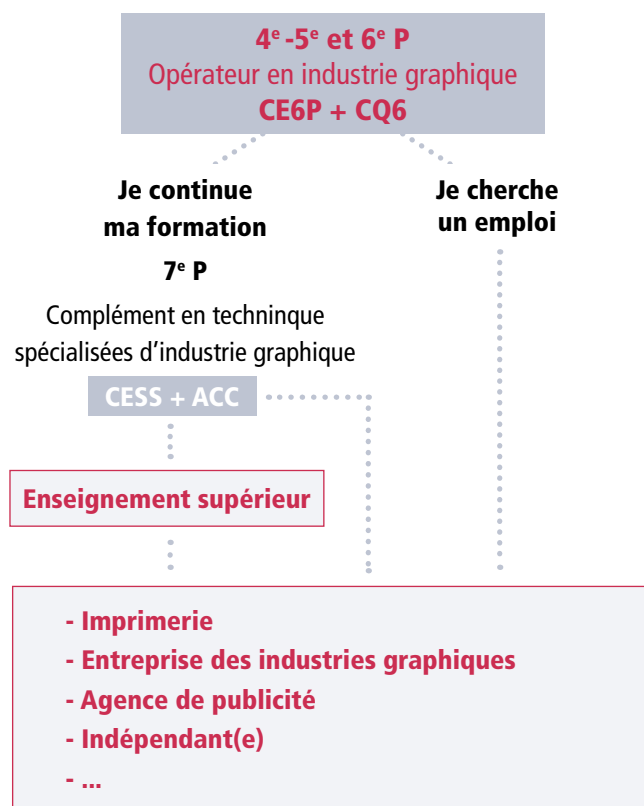 4e -5e et 6e P
Opérateur en industrie graphique
CE6P + CQ6
Je continue
ma formation
7e P
Complément en techninque
spécialisées d'industrie graphique
CESS + ACC
Je cherche
un emploi
Enseignement supérieur
- Imprimerie
- Entreprise des industries graphiques
- Agence de publicité
- Indépendant(e)
- ...